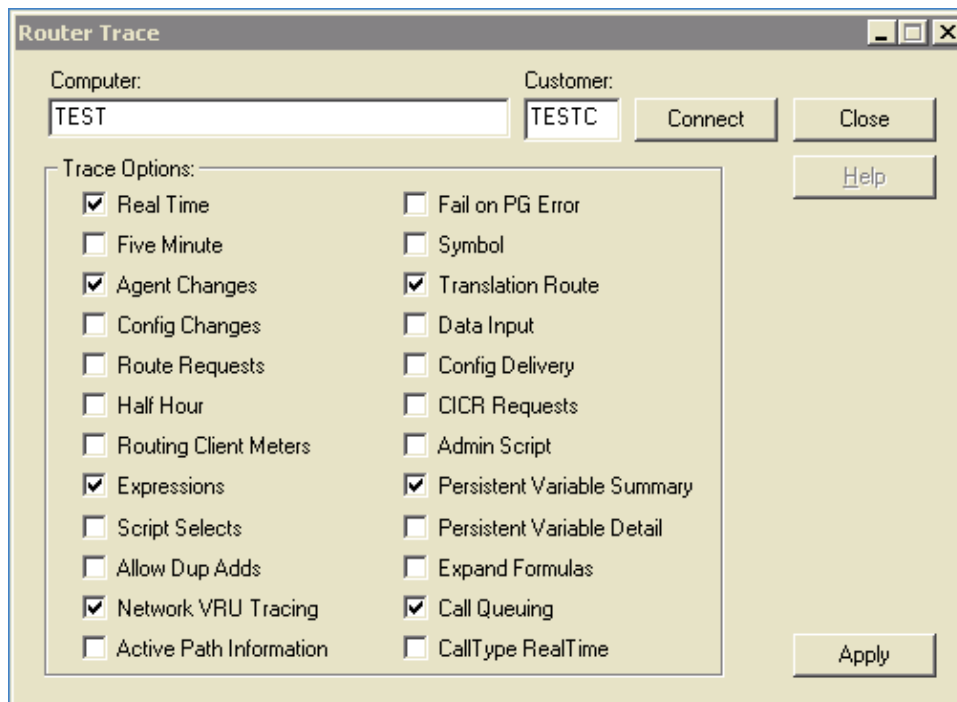 Router Trace
Computer: Customer:
TEST TESTC Connect Close
Help
Trace Options:
Real Time Fail on PG Error
Five Minute Symbol
Agent Changes Translation Route
Config Changes Data Input
Route Requests Config Delivery
Half Hour CICR Requests
Routing Client Meters Admin Script
Expressions Persistent Variable Summary
Script Selects Persistent Variable Detail
Allow Dup Adds Expand Formulas
Network VRU Tracing Call Queuing
Active Path Information CallType RealTime
Apply